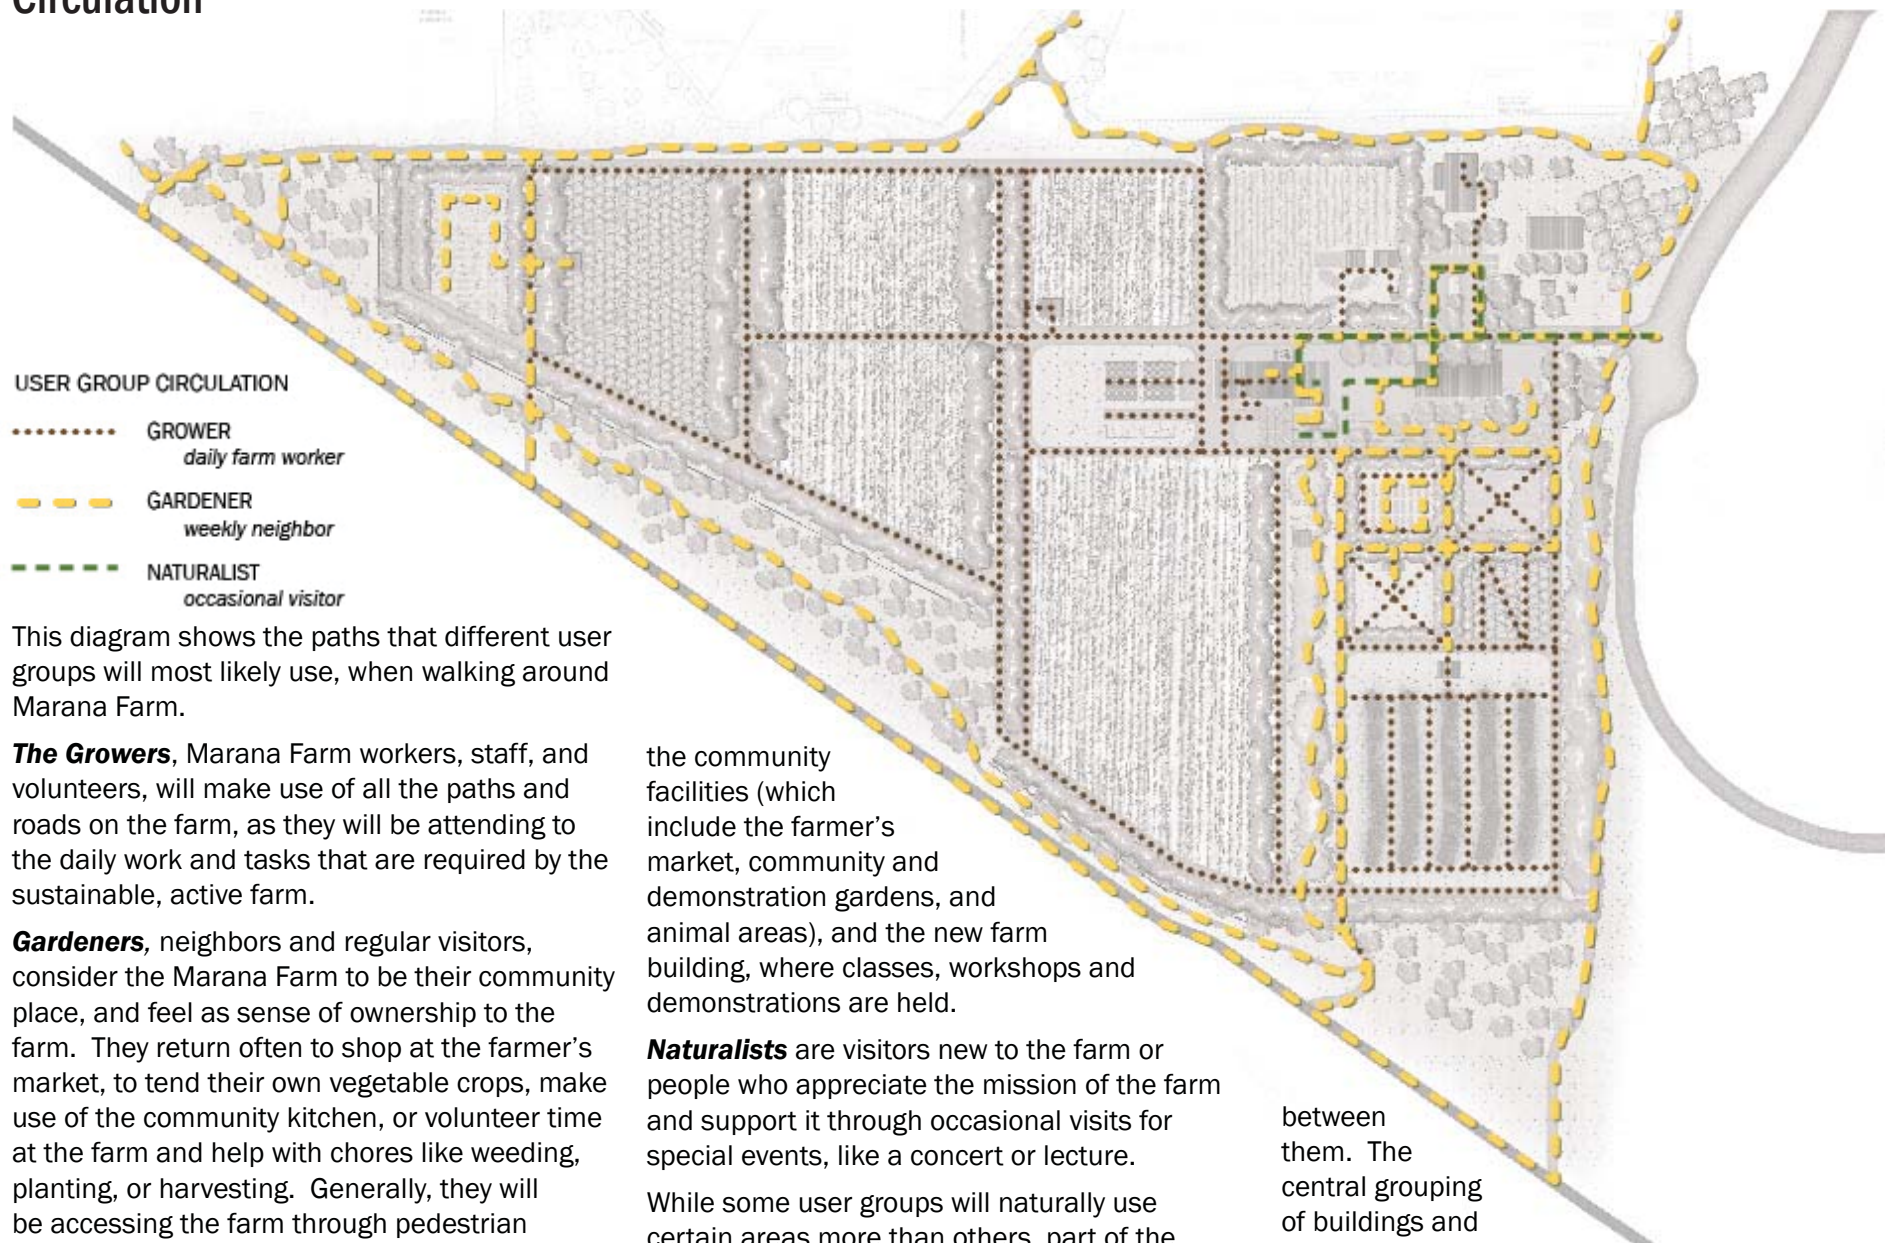 Circulation
USER GROUP CIRCULATION
GROWER
daily farm worker
GARDENER
weekly neighbor
NATURALIST
occasional visitor
This diagram shows the paths that different user
groups will most likely use, when walking around
Marana Farm.
The Growers, Marana Farm workers, staff, and
volunteers, will make use of all the paths and
roads on the farm, as they will be attending to
the daily work and tasks that are required by the
sustainable, active farm.
Gardeners, neighbors and regular visitors,
consider the Marana Farm to be their community
place, and feel as sense of ownership to the
farm.  They return often to shop at the farmer's
market, to tend their own vegetable crops, make
use of the community kitchen, or volunteer time
at the farm and help with chores like weeding,
planting, or harvesting.  Generally, they will
be accessing the farm through pedestrian
the community
facilities (which
include the farmer's
market, community and
demonstration gardens, and
animal areas), and the new farm
building, where classes, workshops and
demonstrations are held.
Naturalists are visitors new to the farm or
people who appreciate the mission of the farm
and support it through occasional visits for
special events, like a concert or lecture.
While some user groups will naturally use
certain areas more than others, part of the
between
them.  The
central grouping
of buildings and